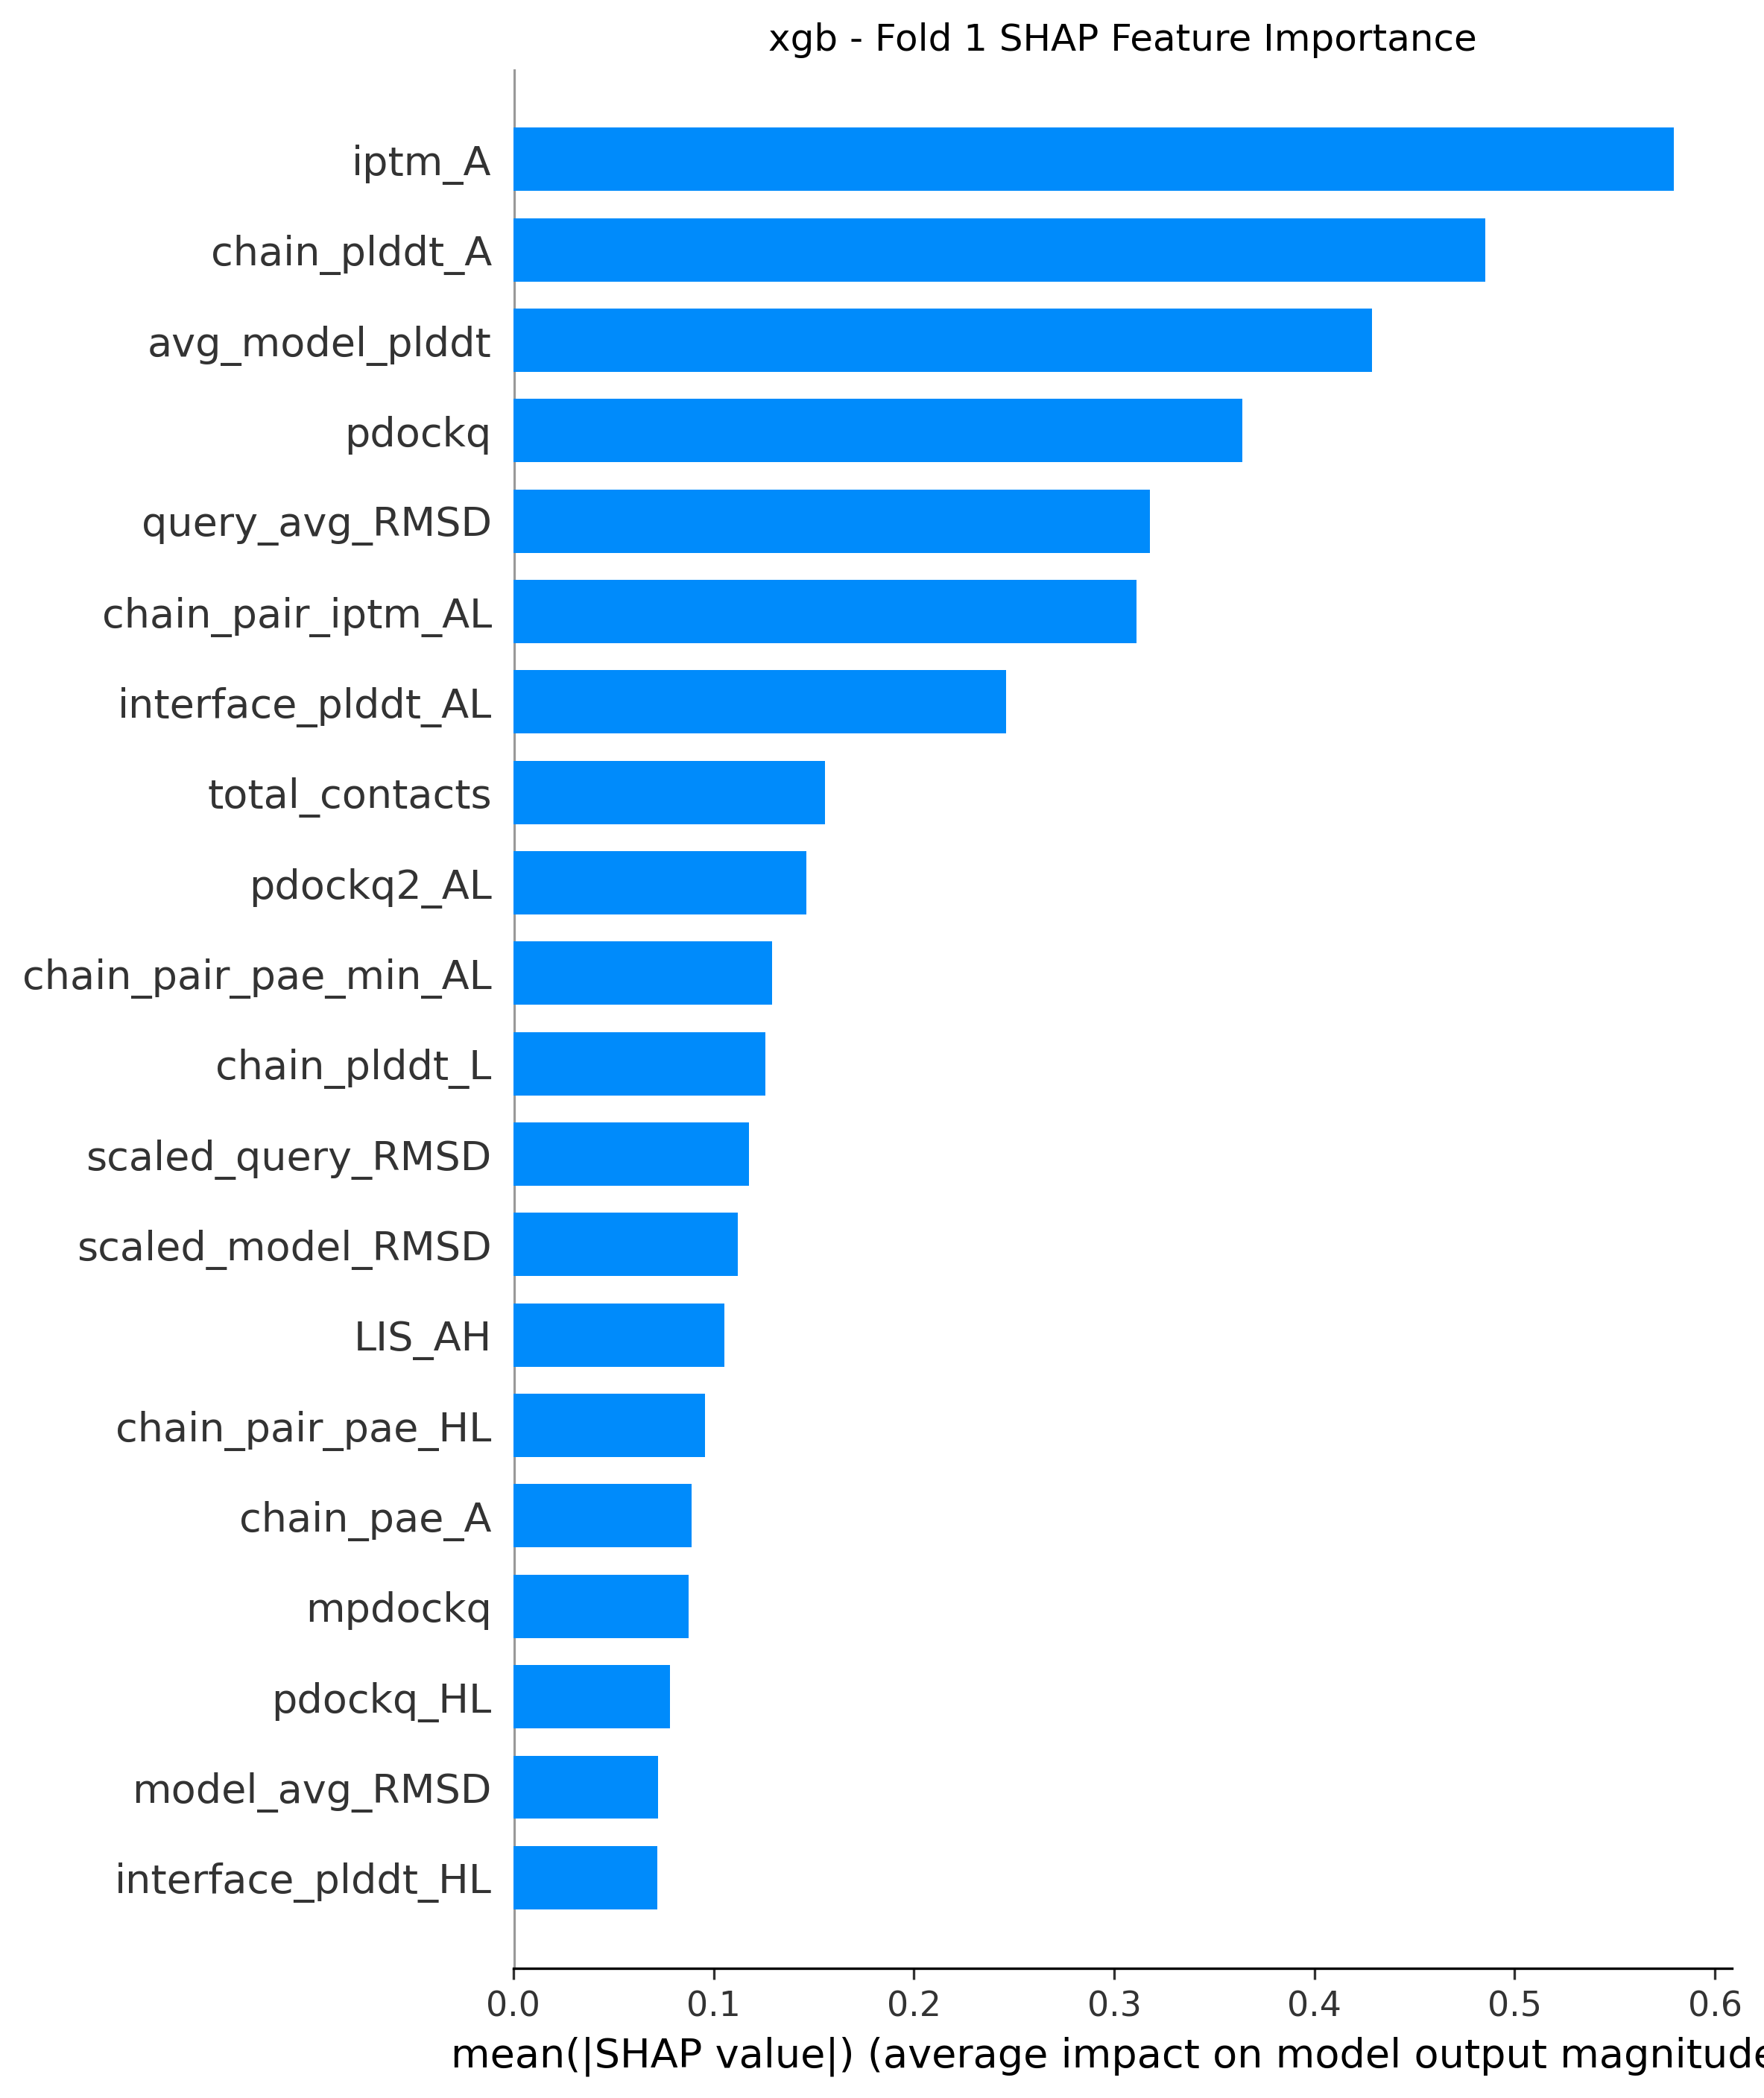 xgb - Fold 1 SHAP Feature Importance
iptm_A
chain_plddt_A
avg_model_plddt
pdockq
query_avg_RMSD
chain_pair_iptm_AL
interface_plddt_AL
total_contacts
pdockq2_AL
chain_pair_pae_min_AL
chain_plddt_L
scaled_query_RMSD
scaled_model_RMSD
LIS_AH
chain_pair_pae_HL
chain_pae_A
mpdockq
pdockq_HL
model_avg_RMSD
interface_plddt_HL
0.0 0.1 0.2 0.3 0.4 0.5 0.6
mean(|SHAP value|) (average impact on model output magnitude